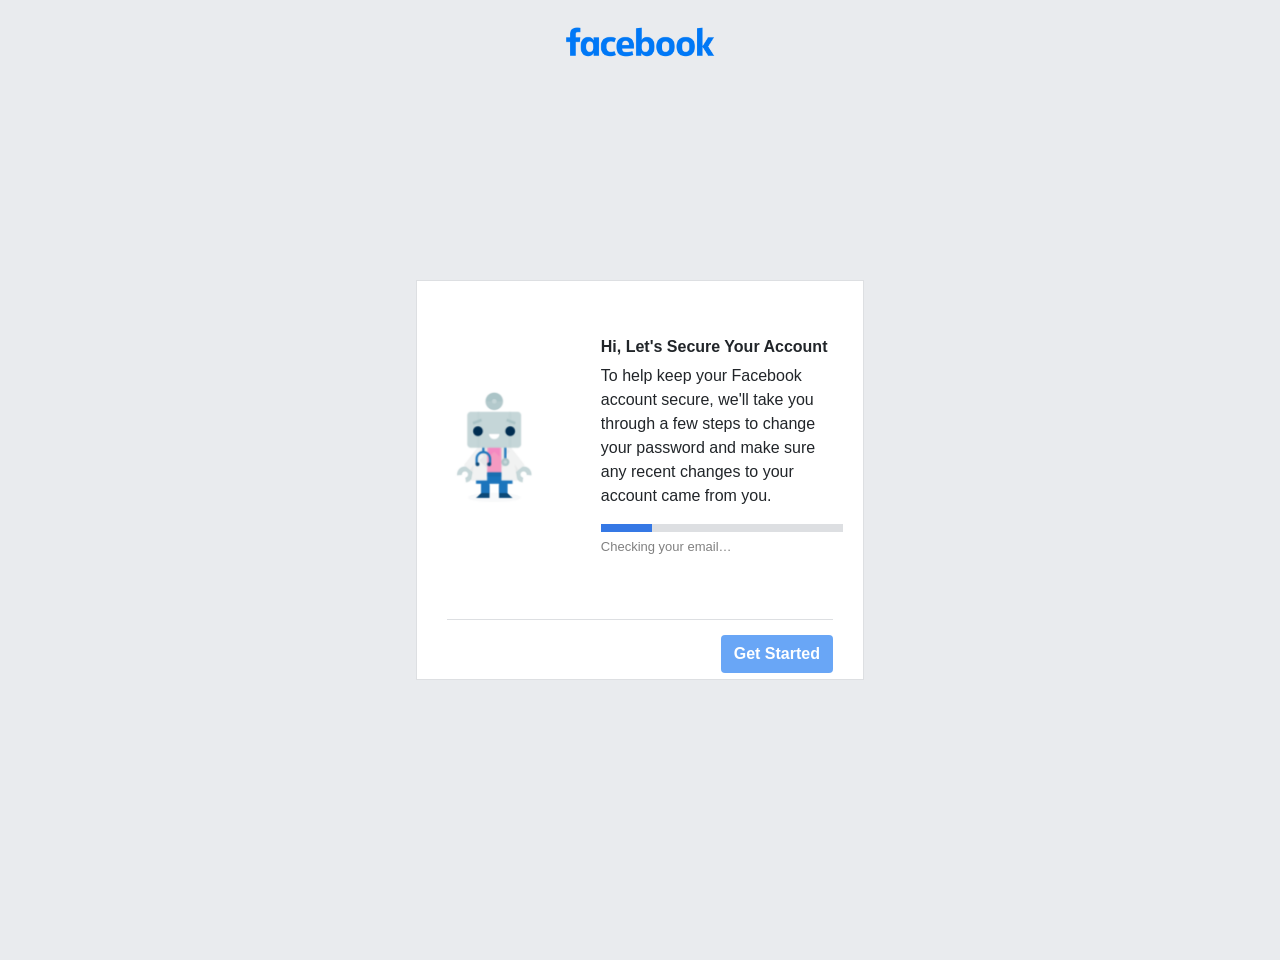 facebook
Hi, Let's Secure Your Account
To help keep your Facebook
account secure, we'll take you
through a few steps to change
your password and make sure
any recent changes to your
account came from you.
Checking your email…
Get Started